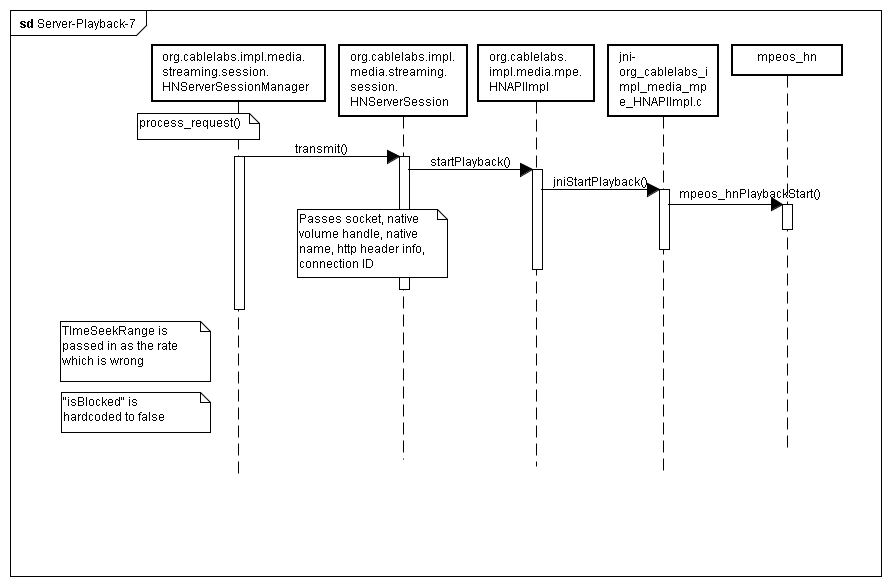 sd Server-Playback-7
org.cablelabs.impl.media.
streaming.session.
HNServerSessionManager
org.cablelabs.impl.
media.streaming.
session.
HNServerSession
org.cablelabs.
impl.media.mpe.
HNAPIImpl
jni-
org_cablelabs_i
mpl_media_mp
e_HNAPIImpl.c
mpeos_hn
process_request()
transmit()
startPlayback()
jniStartPlayback()
mpeos_hnPlaybackStart()
Passes socket, native
volume handle, native
name, http header info,
connection ID
TImeSeekRange is
passed in as the rate
which is wrong
"isBlocked" is
hardcoded to false